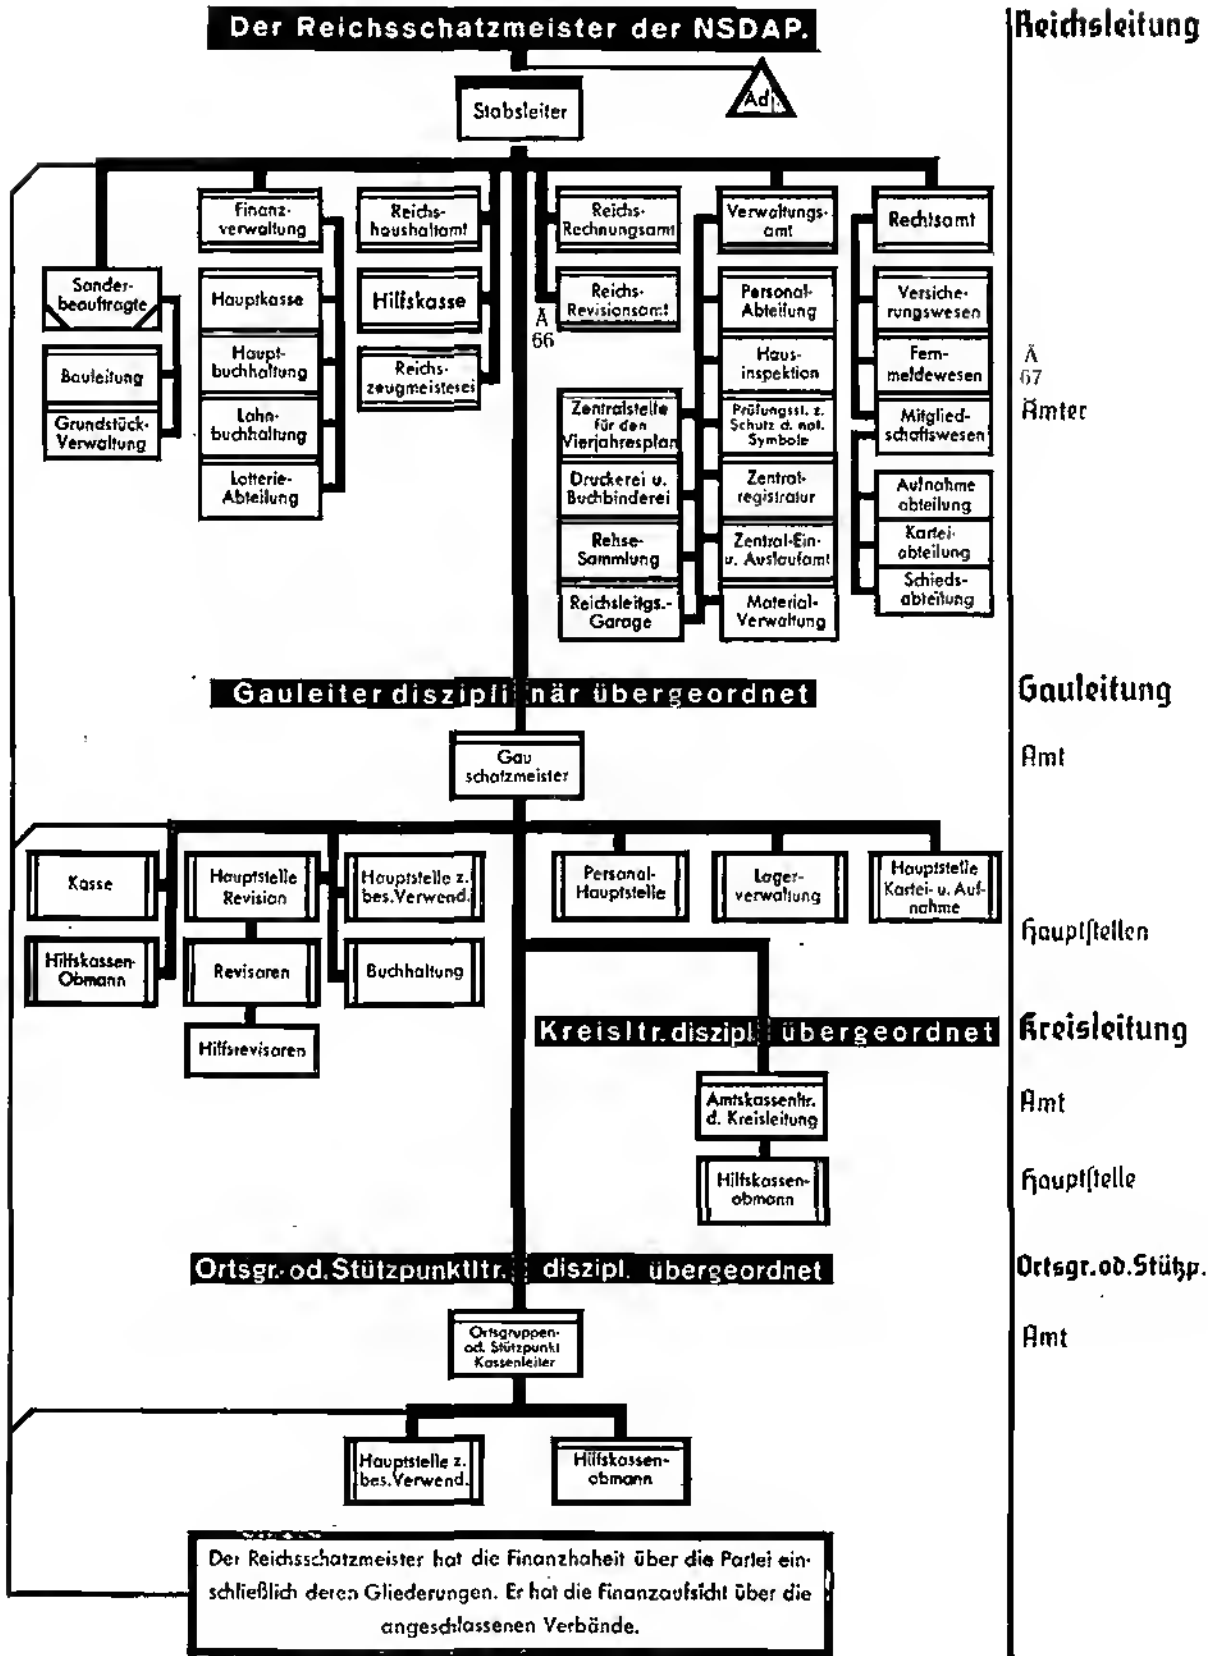 Der Reichsschatzmeister der NSDAP.
Reichsleitung
Ad
Stabsleiter
Sonder-
beauftragte
Bauleitung
Grundstück-
Verwaltung
Finanz-
verwaltung
Hauptkasse
Haupt-
buchhaltung
Lohn-
buchhaltung
Lotterie-
Abteilung
Reichs-
haushaltamt
Hilfskasse
Reichs-
zeugmeisterei
Ä
66
Reichs-
Rechnungsamt
Reichs-
Revisionsamt
Verwaltungs-
amt
Personal-
Abteilung
Haus-
inspektion
Prüfungsst. z.
Schutz d. nat.
Symbole
Zentral-
registratur
Zentral-Ein-
u. Auslaufamt
Material-
Verwaltung
Zentralstelle
für den
Vierjahresplan
Druckerei u.
Buchbinderei
Rehse-
Sammlung
Reichsleitgs.-
Garage
Rechtsamt
Versiche-
rungswesen
Fern-
meldewesen
Mitglied-
schaftswesen
Aufnahme
abteilung
Kartei-
abteilung
Schieds-
abteilung
Ä
67
Ämter
Gauleiter disziplinär übergeordnet
Gauleitung
Gau
schatzmeister
Amt
Kasse
Hilfskassen-
Obmann
Hauptstelle
Revision
Revisoren
Hilfsrevisoren
Hauptstelle z.
bes. Verwend.
Buchhaltung
Personal-
Hauptstelle
Lager-
verwaltung
Hauptstelle
Kartei- u. Auf-
nahme
Hauptstellen
Kreisltr. diszipl. übergeordnet
Kreisleitung
Amtskassenltr.
d. Kreisleitung
Amt
Hilfskassen-
obmann
Hauptstelle
Ortsgr.- od. Stützpunktltr. diszipl. übergeordnet
Ortsgr. od. Stützp.
Ortsgruppen-
od. Stützpunkt
Kassenleiter
Amt
Hauptstelle z.
bes. Verwend.
Hilfskassen-
obmann
Der Reichsschatzmeister hat die Finanzhoheit über die Partei ein-
schließlich deren Gliederungen. Er hat die Finanzaufsicht über die
angeschlossenen Verbände.